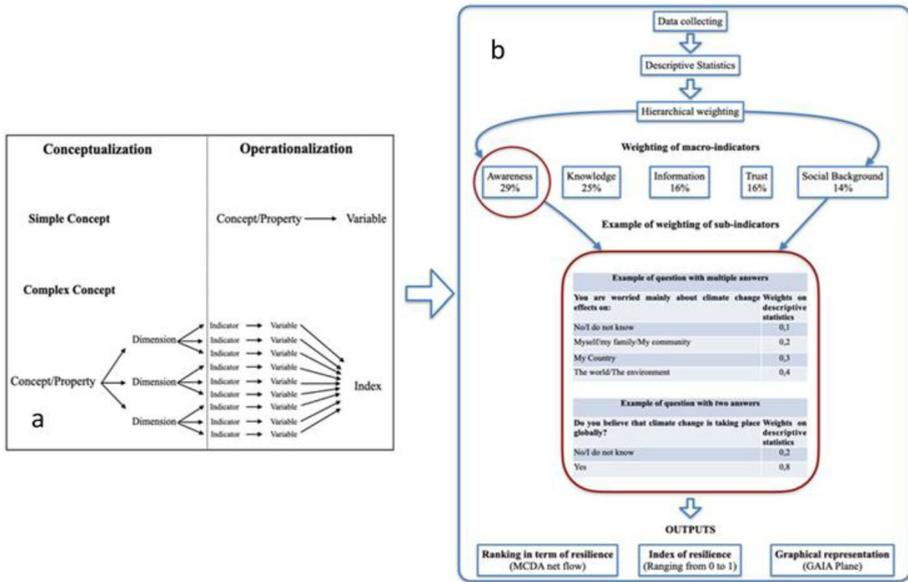 Conceptualization
Operationalization
Simple Concept
Concept/Property
Variable
Complex Concept
Concept/Property
Dimension
Dimension
Dimension
Indicator
Variable
Indicator
Variable
Indicator
Variable
Indicator
Variable
Indicator
Variable
Indicator
Variable
Indicator
Variable
Indicator
Variable
Indicator
Variable
Index
a
b
Data collecting
Descriptive Statistics
Hierarchical weighting
Weighting of macro-indicators
Awareness
29%
Knowledge
25%
Information
16%
Trust
16%
Social Background
14%
Example of weighting of sub-indicators
Example of question with multiple answers
You are worried mainly about climate change
effects on:
Weights on
descriptive
statistics
No/I do not know
0,1
Myself/my family/My community
0,2
My Country
0,3
The world/The environment
0,4
Example of question with two answers
Do you believe that climate change is taking place
globally?
Weights on
descriptive
statistics
No/I do not know
0,2
Yes
0,8
OUTPUTS
Ranking in term of resilience
(MCDA net flow)
Index of resilience
(Ranging from 0 to 1)
Graphical representation
(GAIA Plane)